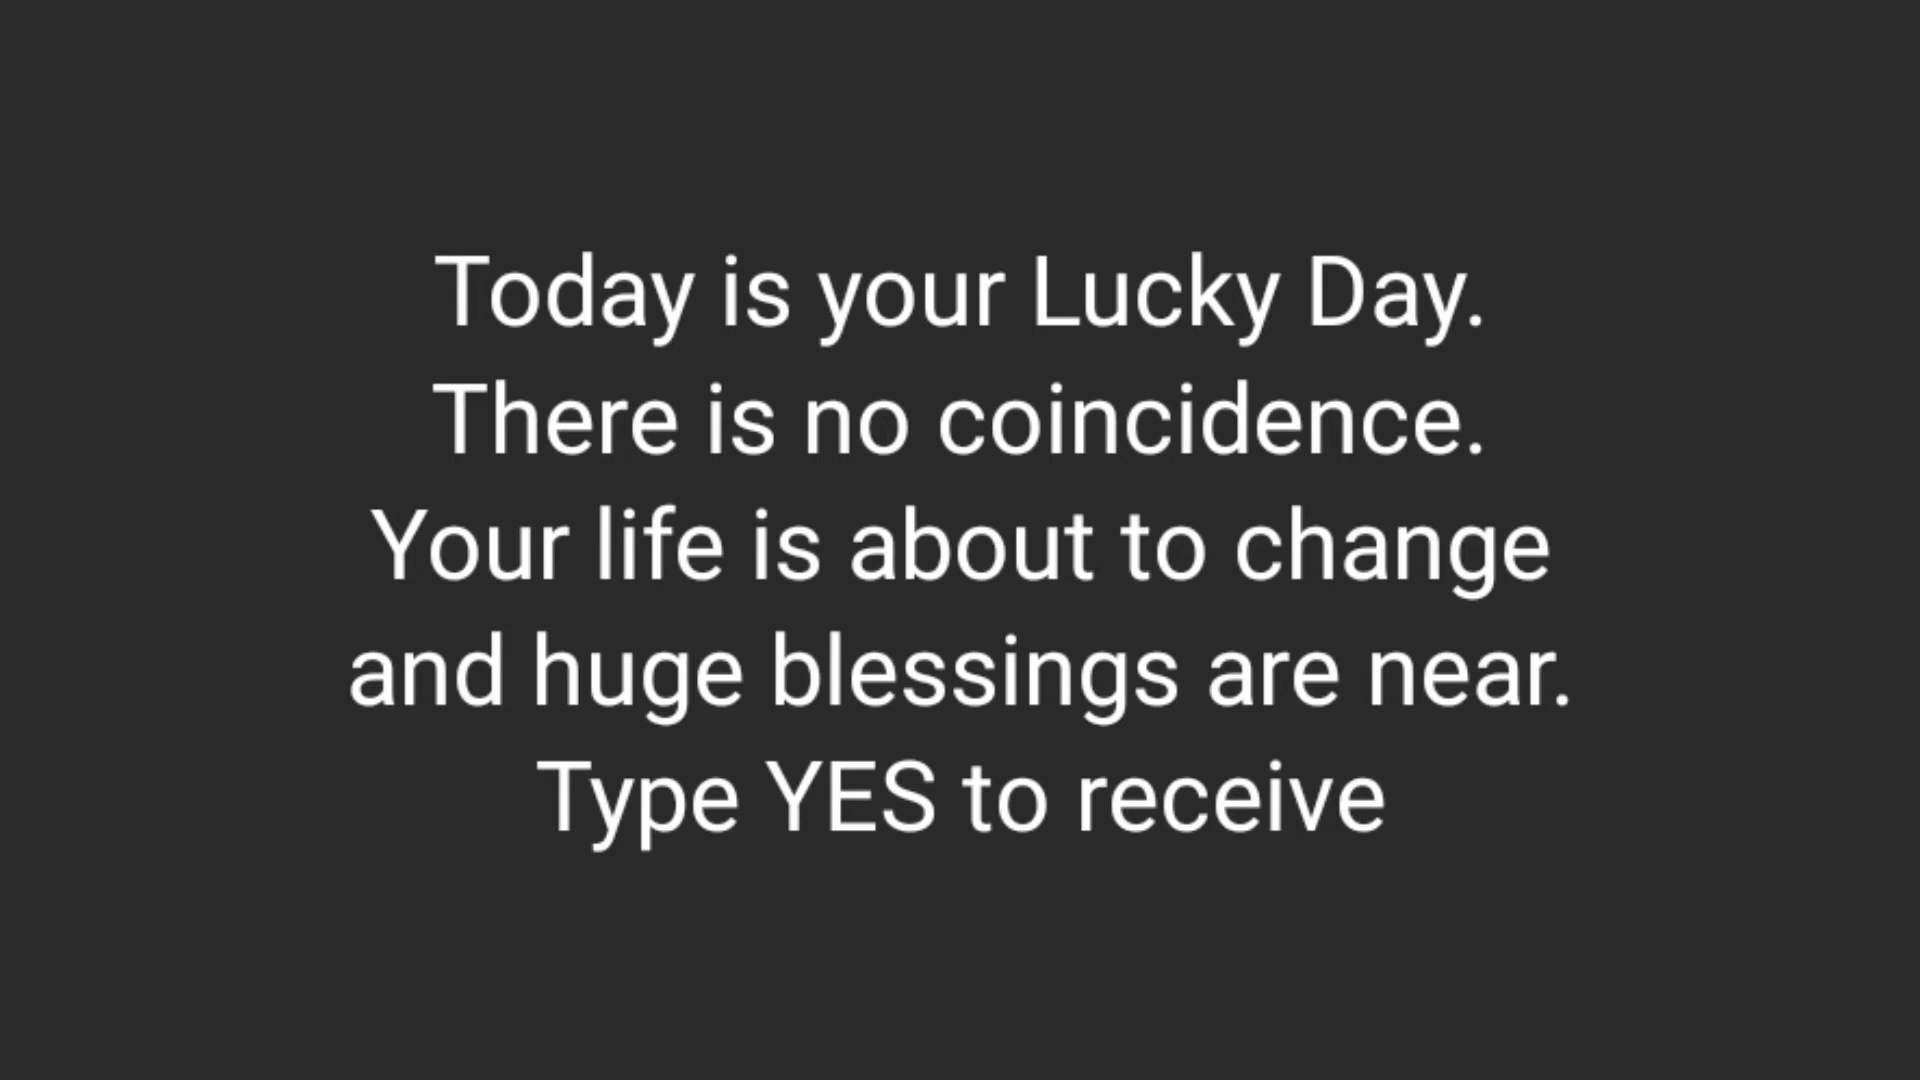 Today is your Lucky Day.
There is no coincidence.
Your life is about to change
and huge blessings are near.
Type YES to receive